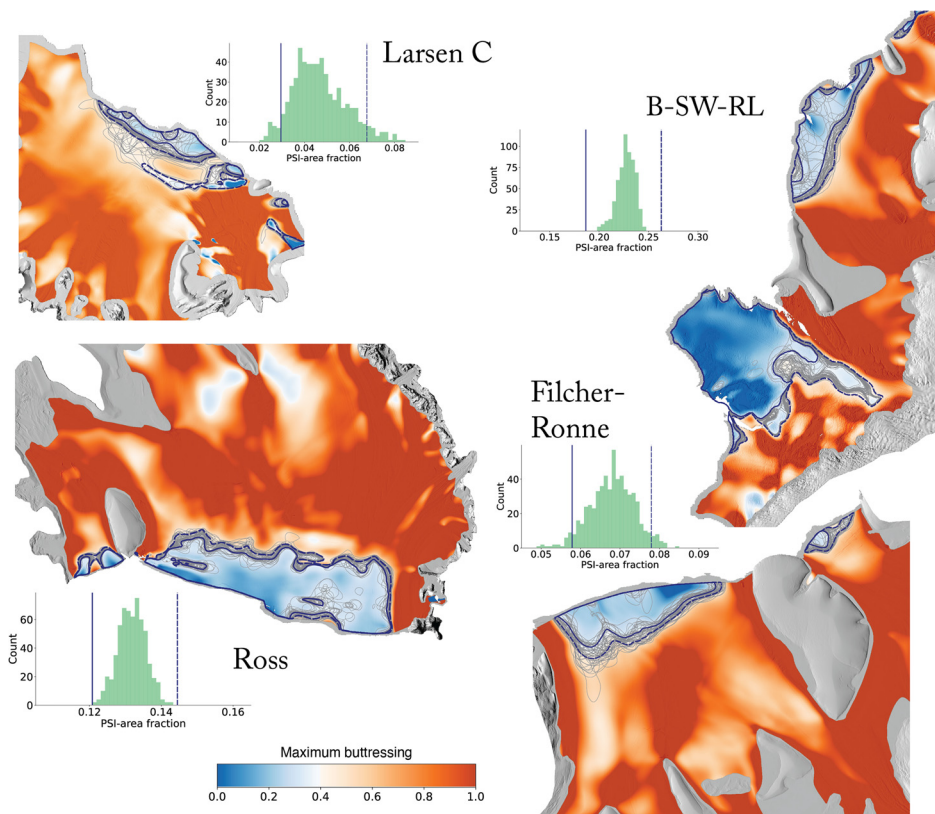 Larsen C
Count
40
30
20
10
0
0.02 0.04 0.06 0.08
PSI-area fraction
B-SW-RL
Count
100
75
50
25
0
0.15 0.20 0.25 0.30
PSI-area fraction
Filcher-
Ronne
Count
40
20
0
0.05 0.06 0.07 0.08 0.09
PSI-area fraction
Ross
Count
60
40
20
0
0.12 0.14 0.16
PSI-area fraction
Maximum buttressing
0.0 0.2 0.4 0.6 0.8 1.0